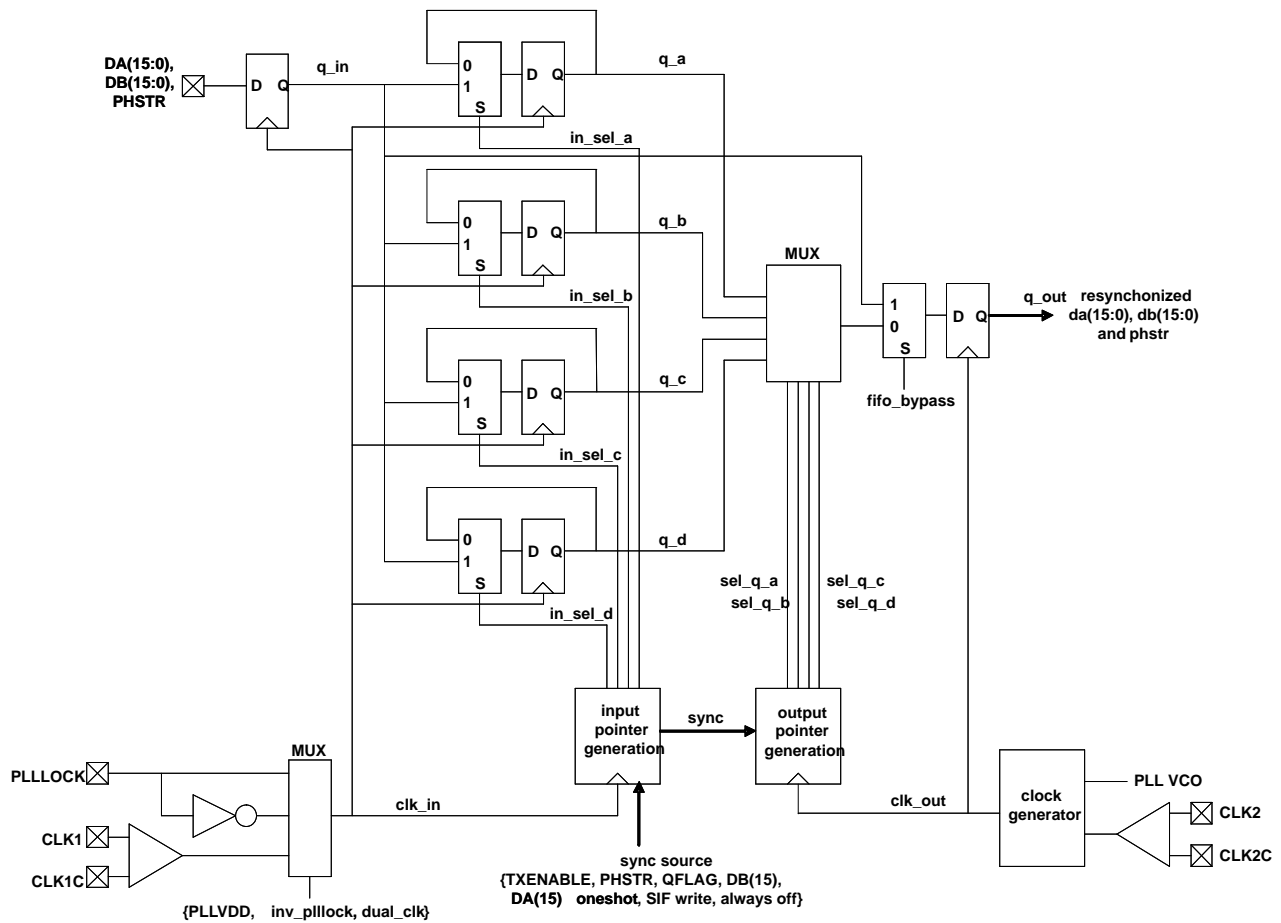 DA(15:0),
DB(15:0),
PHSTR
D Q
q_in
0
1
S
D Q
q_a
in_sel_a
0
1
S
D Q
q_b
in_sel_b
0
1
S
D Q
q_c
in_sel_c
0
1
S
D Q
q_d
in_sel_d
MUX
1
0
S
fifo_bypass
D Q
q_out
resynchonized
da(15:0), db(15:0)
and phstr
sel_q_a
sel_q_b
sel_q_c
sel_q_d
input
pointer
generation
sync
output
pointer
generation
PLLLOCK
CLK1
CLK1C
MUX
clk_in
{PLLVDD, inv_plllock, dual_clk}
sync source
{TXENABLE, PHSTR, QFLAG, DB(15),
DA(15) oneshot, SIF write, always off}
clk_out
clock
generator
PLL VCO
CLK2
CLK2C